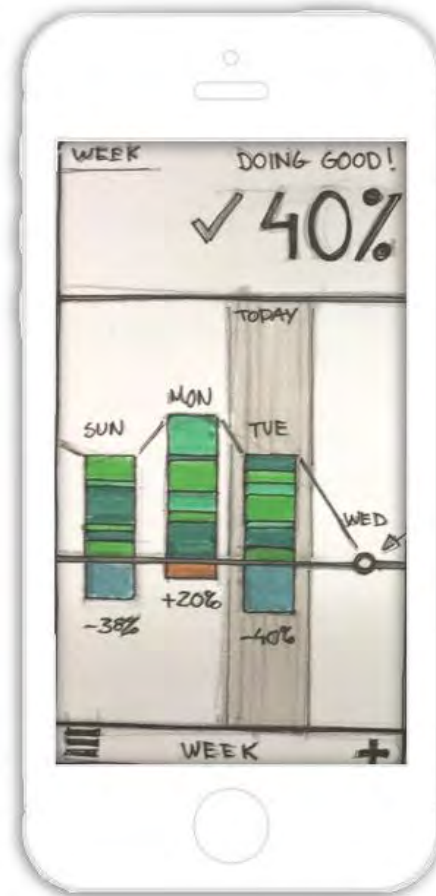 WEEK
DOING GOOD!
✓ 40%
TODAY
MON
SUN
TUE
WED
+20%
-38%
-40%
WEEK +